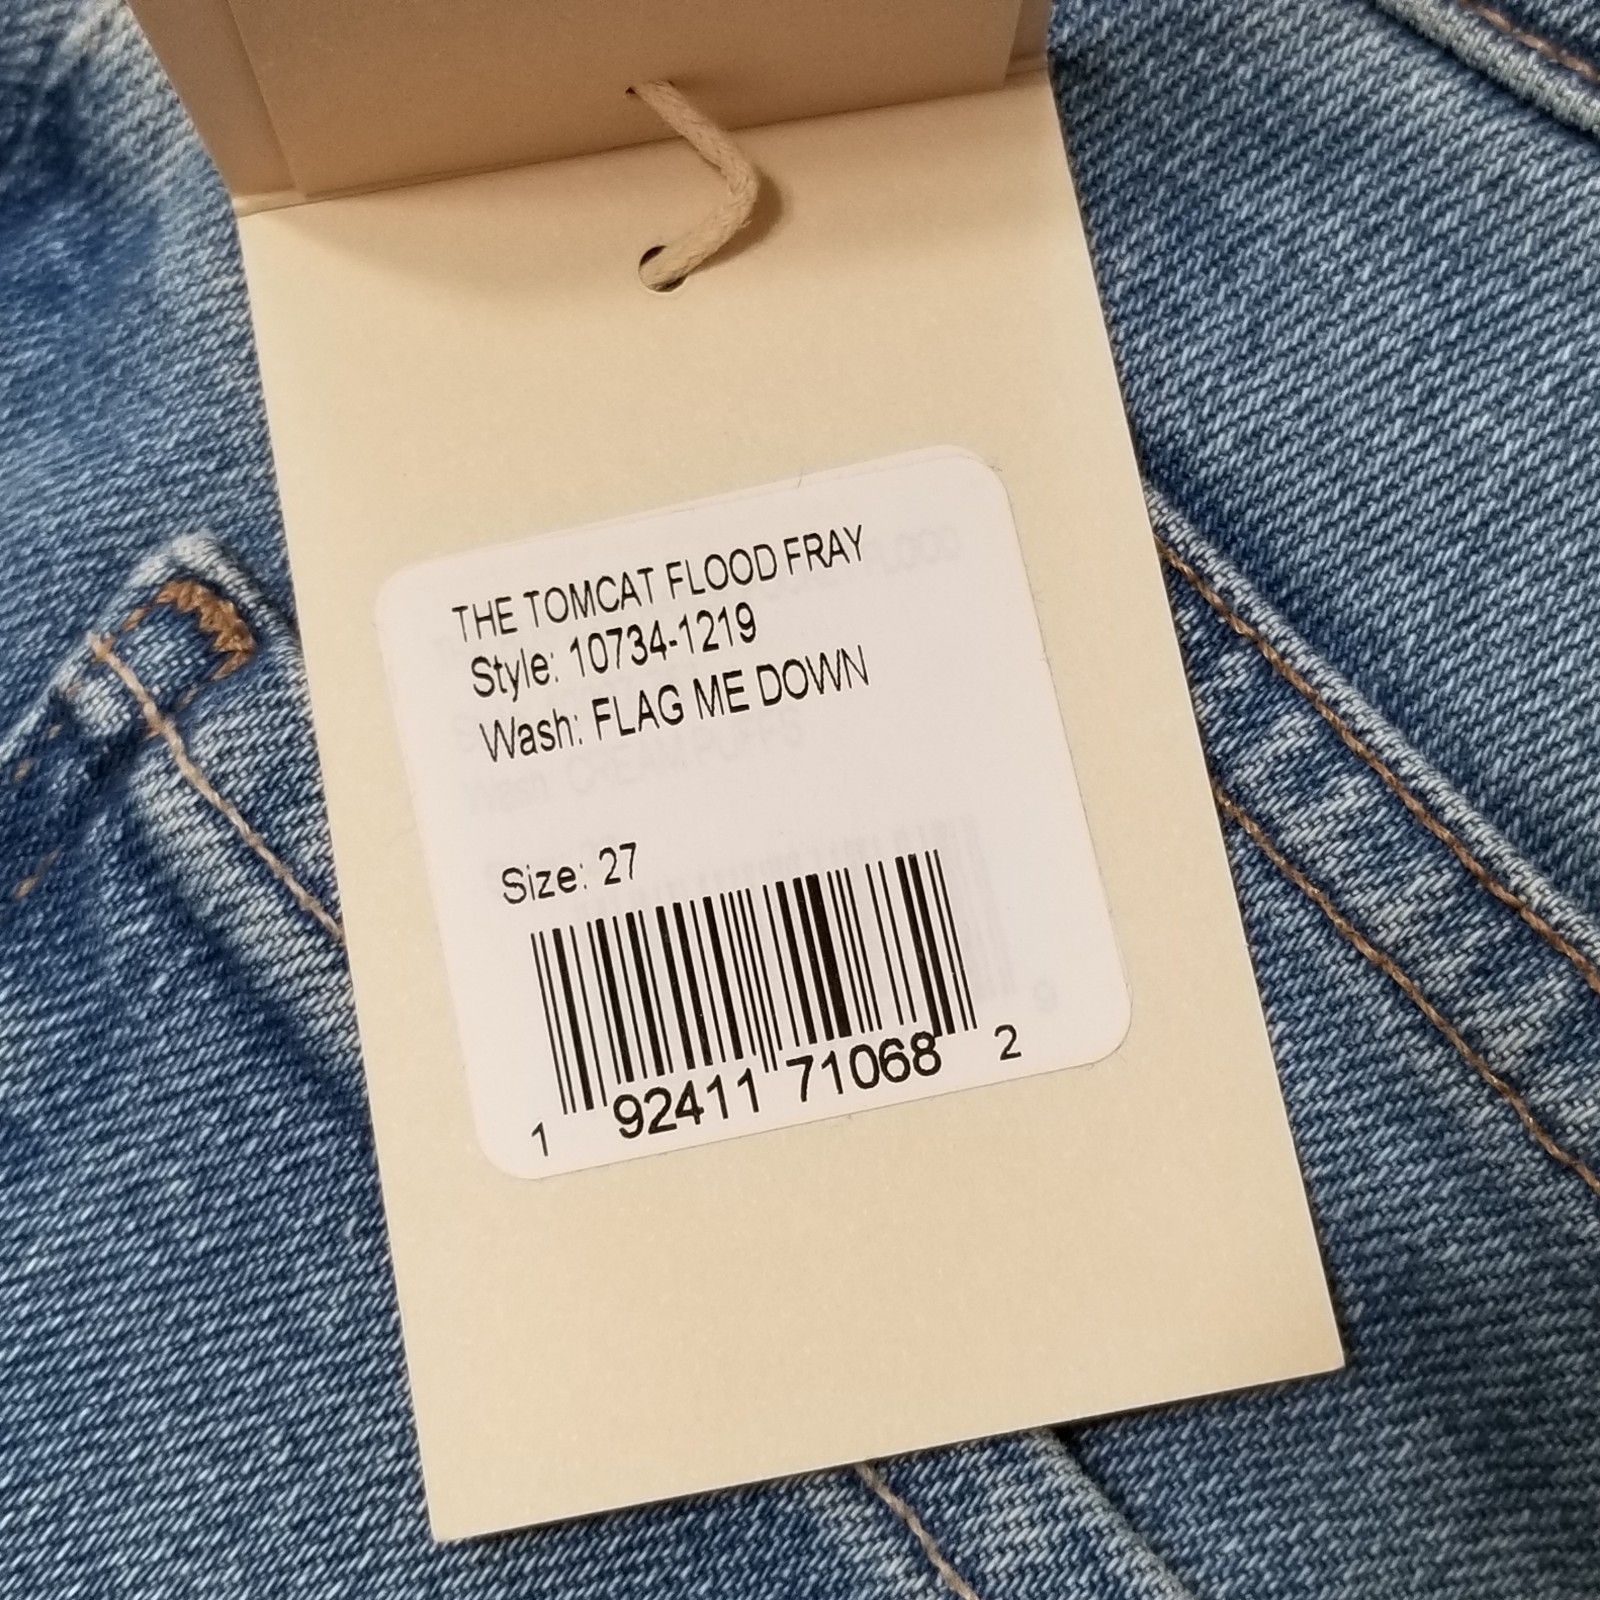 THE TOMCAT FLOOD FRAY
Style: 10734-1219
Wash: FLAG ME DOWN
Size: 27
1 92411 71068 2